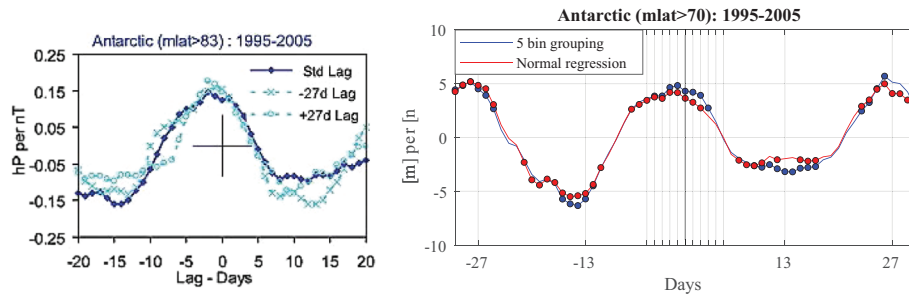 Antarctic (mlat>83) : 1995-2005
0.25
0.15
0.05
-0.05
-0.15
-0.25
hP per nT
Std Lag
-27d Lag
+27d Lag
-20 -15 -10 -5 0 5 10 15 20
Lag - Days
Antarctic (mlat>70): 1995-2005
10
5
0
-5
-10
[m] per [n
5 bin grouping
Normal regression
-27 -13 13 27
Days